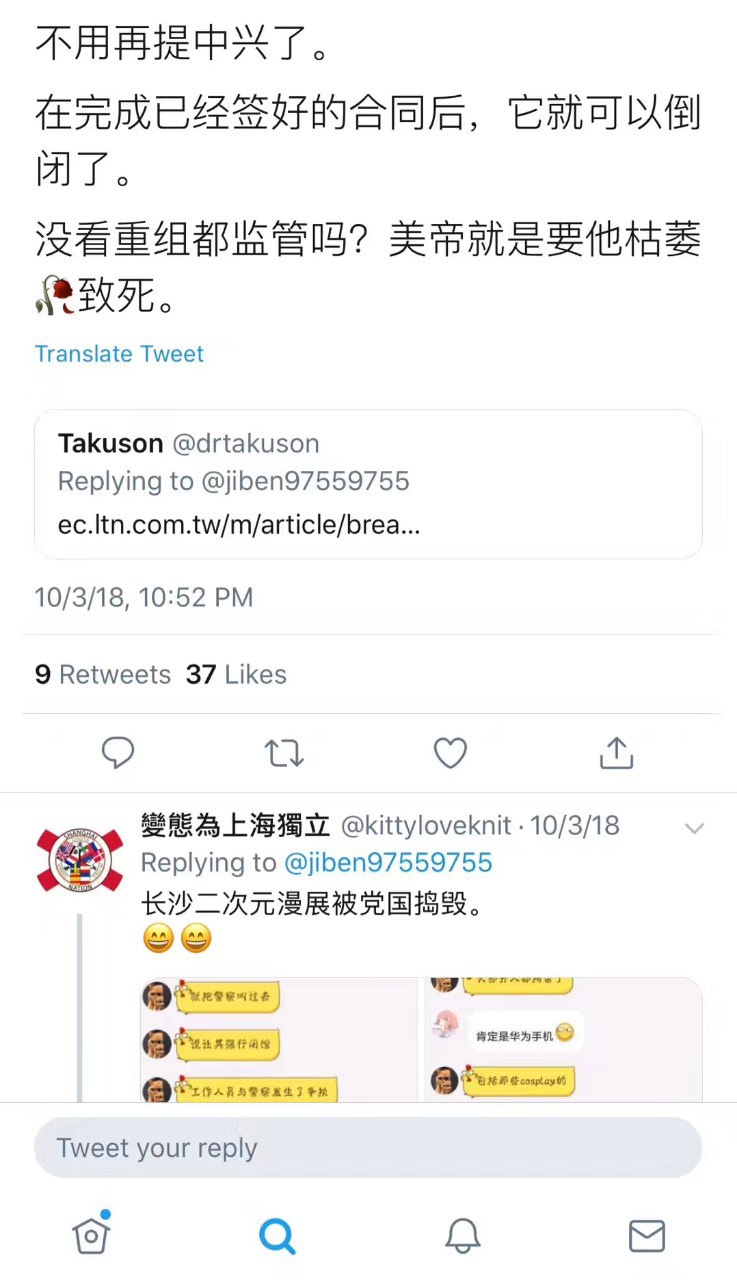 不用再提中兴了。
在完成已经签好的合同后，它就可以倒
闭了。
没看重组都监管吗？美帝就是要他枯萎
🥀致死。
Translate Tweet
Takuson @drtakuson
Replying to @jiben97559755
ec.ltn.com.tw/m/article/brea...
10/3/18, 10:52 PM
9 Retweets 37 Likes
變態為上海獨立 @kittyloveknit · 10/3/18
Replying to @jiben97559755
长沙二次元漫展被党国捣毁。
😄😄
就把警察叫过去
说让其强行闭馆
工作人员与警察发生了争执
肯定是华为手机
包括那些cosplay的
SHANGHAI
NATION
Tweet your reply